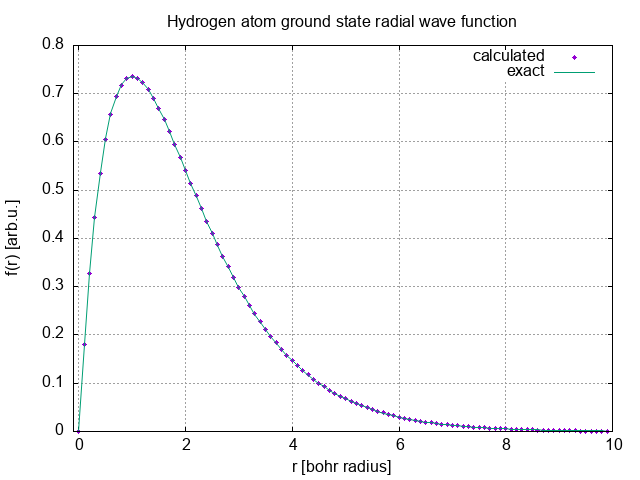 Hydrogen atom ground state radial wave function
calculated
exact
0.8
0.7
0.6
0.5
0.4
0.3
0.2
0.1
0
f(r) [arb.u.]
0 2 4 6 8 10
r [bohr radius]